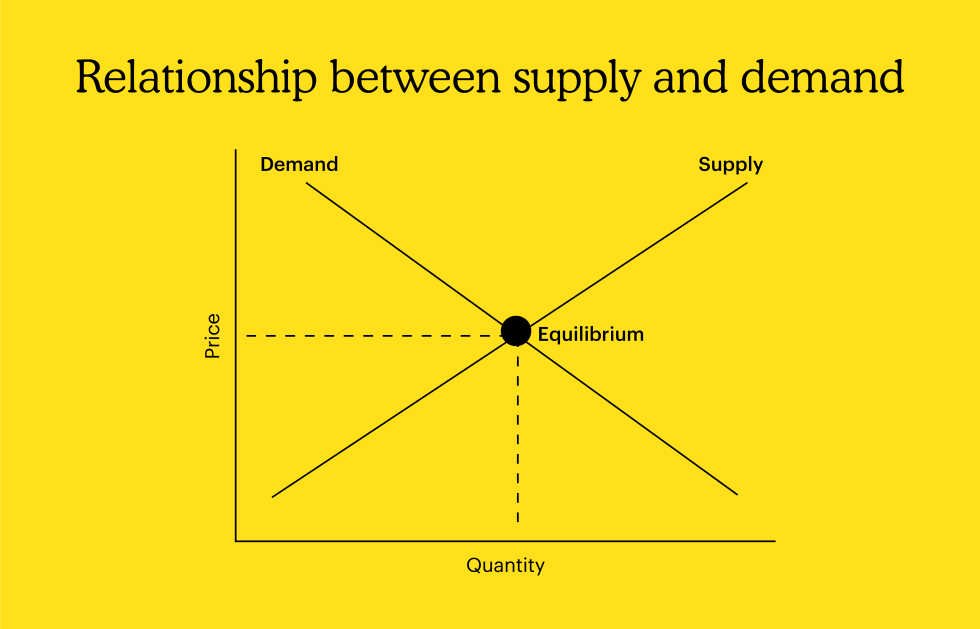 Relationship between supply and demand
Demand
Supply
Price
Equilibrium
Quantity